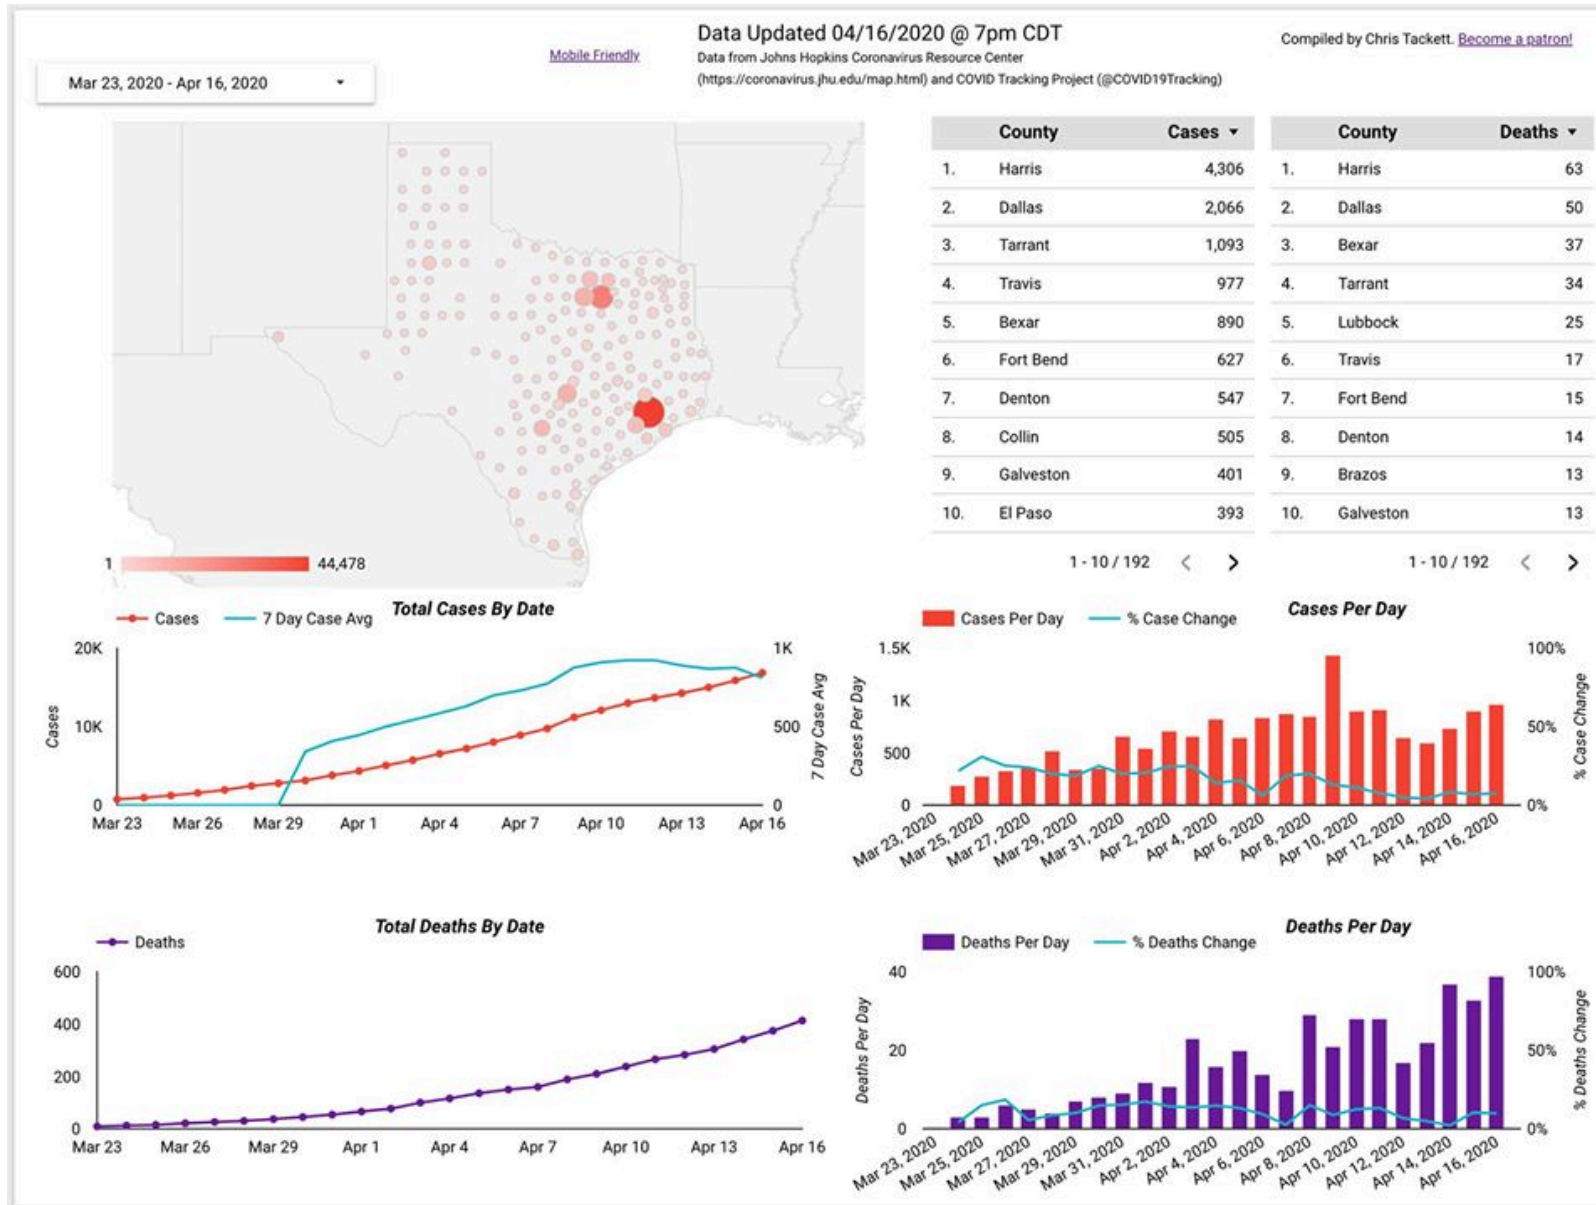 Mobile Friendly
Data Updated 04/16/2020 @ 7pm CDT
Data from Johns Hopkins Coronavirus Resource Center
(https://coronavirus.jhu.edu/map.html) and COVID Tracking Project (@COVID19Tracking)
Compiled by Chris Tackett. Become a patron!
Mar 23, 2020 - Apr 16, 2020
1 44,478
County Cases
1. Harris 4,306
2. Dallas 2,066
3. Tarrant 1,093
4. Travis 977
5. Bexar 890
6. Fort Bend 627
7. Denton 547
8. Collin 505
9. Galveston 401
10. El Paso 393
1 - 10 / 192
County Deaths
1. Harris 63
2. Dallas 50
3. Bexar 37
4. Tarrant 34
5. Lubbock 25
6. Travis 17
7. Fort Bend 15
8. Denton 14
9. Brazos 13
10. Galveston 13
1 - 10 / 192
Total Cases By Date
Cases 7 Day Case Avg
20K
10K
0
Cases
1K
500
0
7 Day Case Avg
Mar 23 Mar 26 Mar 29 Apr 1 Apr 4 Apr 7 Apr 10 Apr 13 Apr 16
Cases Per Day
Cases Per Day % Case Change
1.5K
1K
500
0
Cases Per Day
100%
50%
0%
% Case Change
Mar 23, 2020 Mar 25, 2020 Mar 27, 2020 Mar 29, 2020 Mar 31, 2020 Apr 2, 2020 Apr 4, 2020 Apr 6, 2020 Apr 8, 2020 Apr 10, 2020 Apr 12, 2020 Apr 14, 2020 Apr 16, 2020
Total Deaths By Date
Deaths
600
400
200
0
Mar 23 Mar 26 Mar 29 Apr 1 Apr 4 Apr 7 Apr 10 Apr 13 Apr 16
Deaths Per Day
Deaths Per Day % Deaths Change
40
20
0
Deaths Per Day
100%
50%
0%
% Deaths Change
Mar 23, 2020 Mar 25, 2020 Mar 27, 2020 Mar 29, 2020 Mar 31, 2020 Apr 2, 2020 Apr 4, 2020 Apr 6, 2020 Apr 8, 2020 Apr 10, 2020 Apr 12, 2020 Apr 14, 2020 Apr 16, 2020